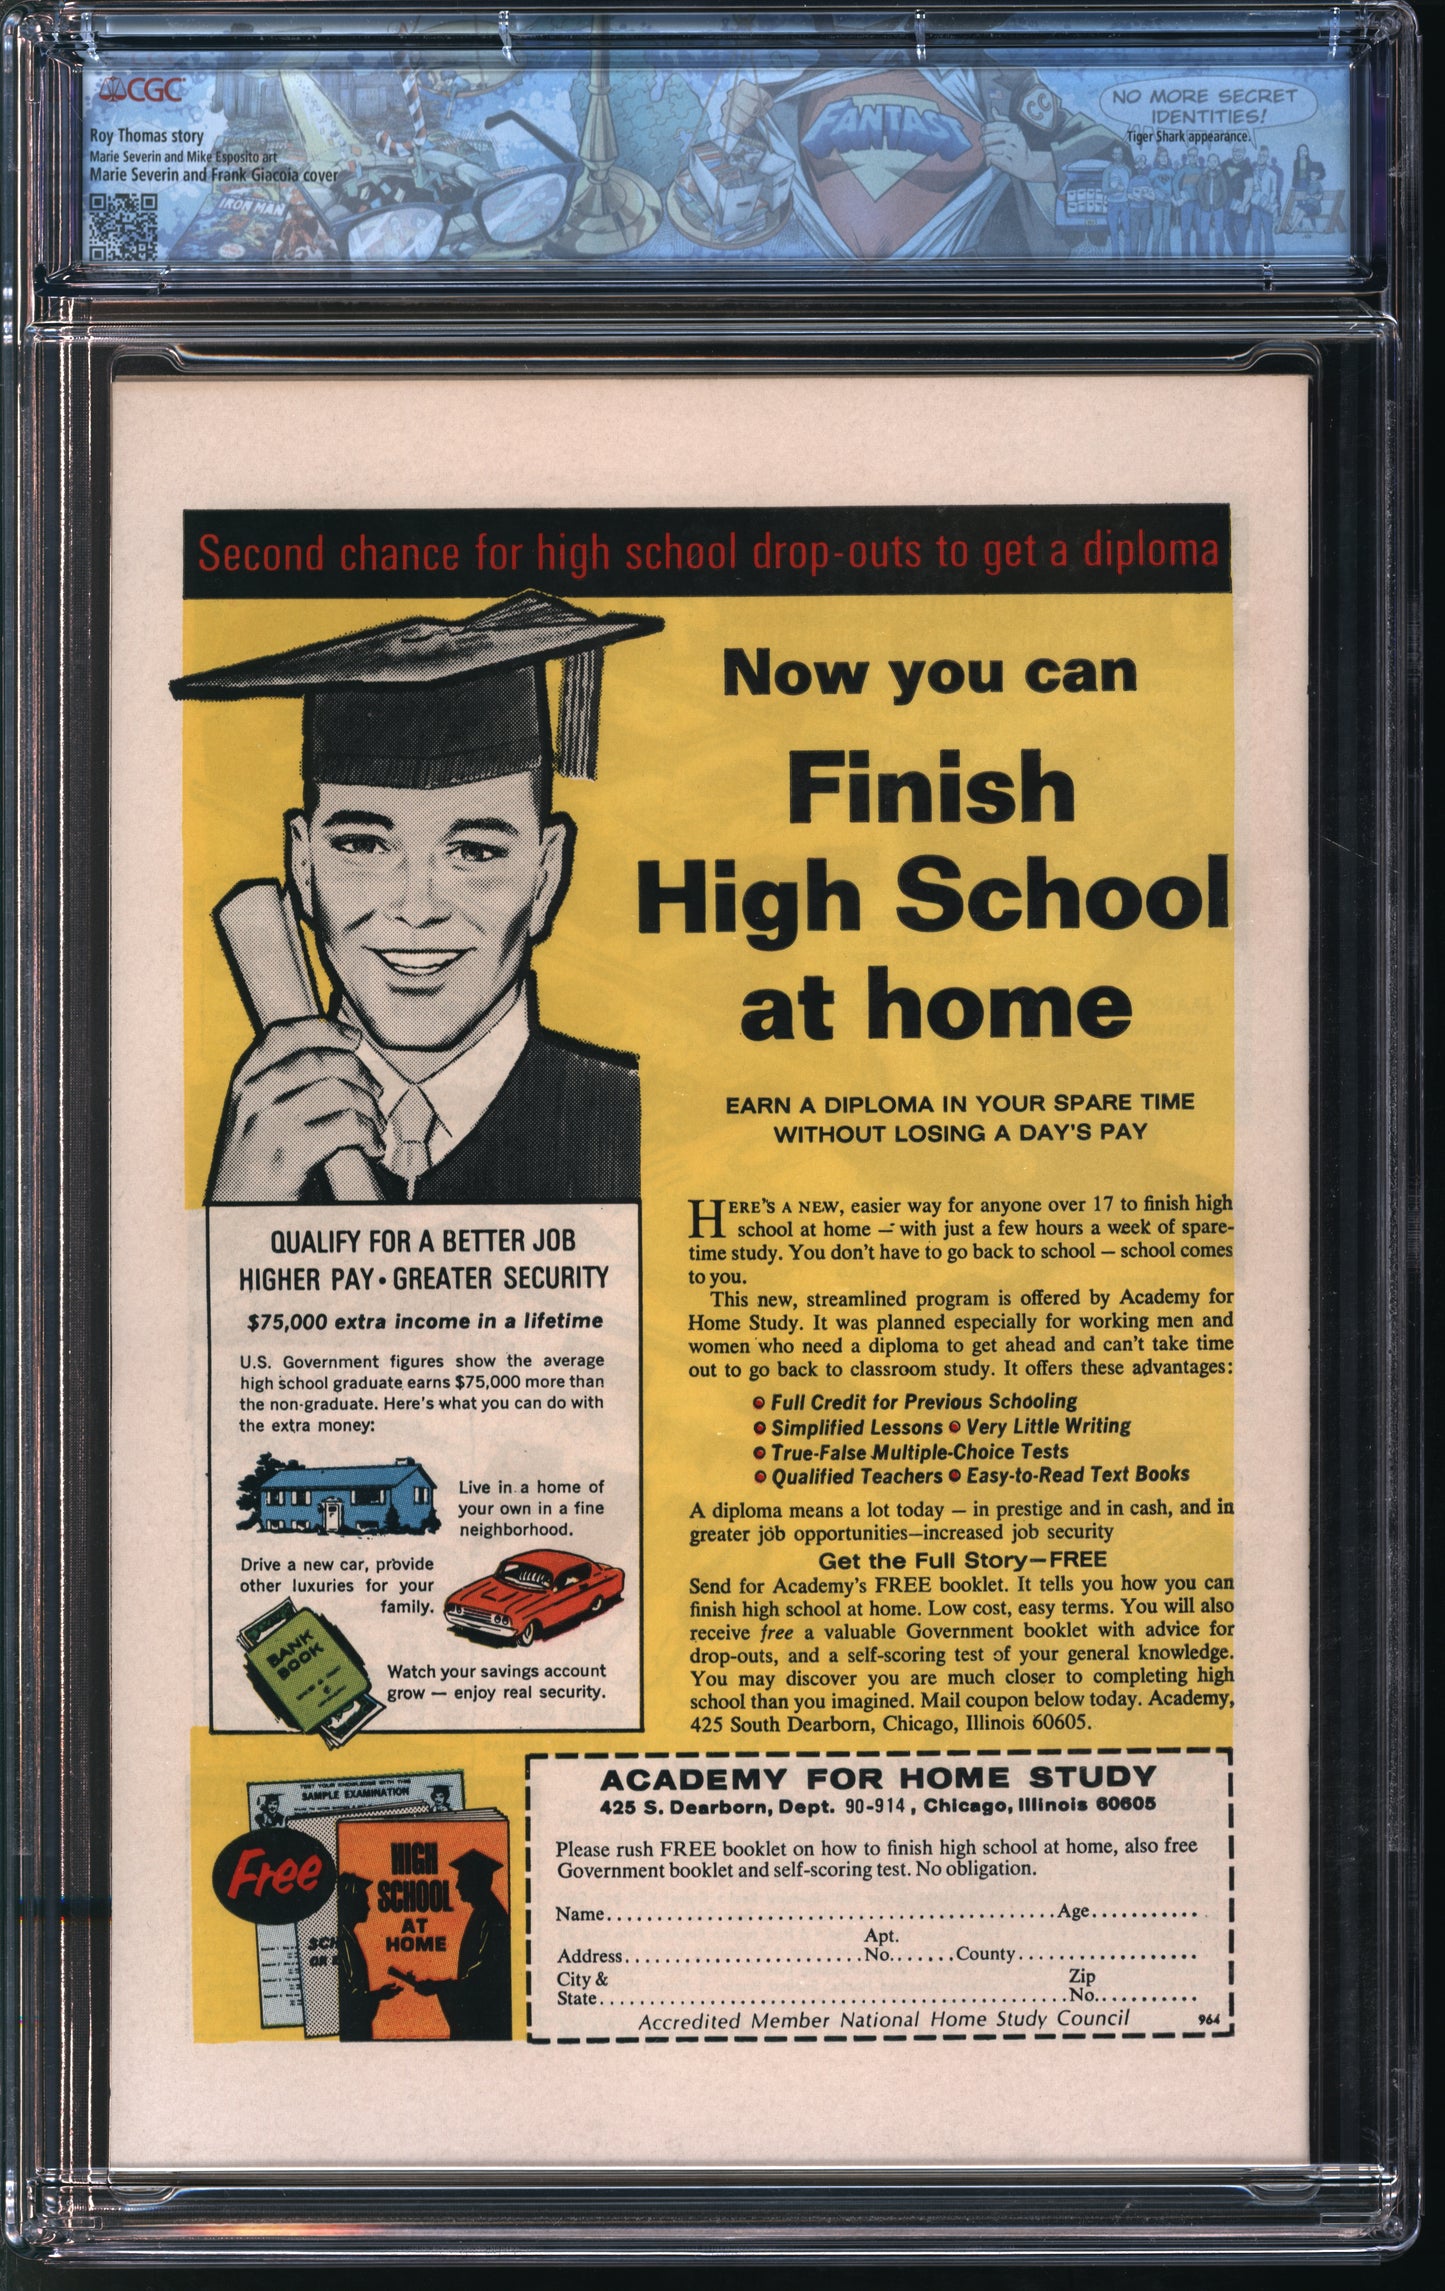 CGC
Roy Thomas story
Marie Severin and Mike Esposito art
Marie Severin and Frank Giacoia cover
IRON MAN
FANTAST
CC
NO MORE SECRET
IDENTITIES!
Tiger Shark appearance.
Second chance for high school drop-outs to get a diploma
Now you can
Finish
High School
at home
EARN A DIPLOMA IN YOUR SPARE TIME
WITHOUT LOSING A DAY'S PAY
HERE'S A NEW, easier way for anyone over 17 to finish high
school at home — with just a few hours a week of spare-
time study. You don't have to go back to school — school comes
to you.
This new, streamlined program is offered by Academy for
Home Study. It was planned especially for working men and
women who need a diploma to get ahead and can't take time
out to go back to classroom study. It offers these advantages:
• Full Credit for Previous Schooling
• Simplified Lessons • Very Little Writing
• True-False Multiple-Choice Tests
• Qualified Teachers • Easy-to-Read Text Books
A diploma means a lot today — in prestige and in cash, and in
greater job opportunities—increased job security
Get the Full Story—FREE
Send for Academy's FREE booklet. It tells you how you can
finish high school at home. Low cost, easy terms. You will also
receive free a valuable Government booklet with advice for
drop-outs, and a self-scoring test of your general knowledge.
You may discover you are much closer to completing high
school than you imagined. Mail coupon below today. Academy,
425 South Dearborn, Chicago, Illinois 60605.
QUALIFY FOR A BETTER JOB
HIGHER PAY • GREATER SECURITY
$75,000 extra income in a lifetime
U.S. Government figures show the average
high school graduate earns $75,000 more than
the non-graduate. Here's what you can do with
the extra money:
Live in a home of
your own in a fine
neighborhood.
Drive a new car, provide
other luxuries for your
family.
BANK
BOOK
Watch your savings account
grow — enjoy real security.
TEST YOUR KNOWLEDGE WITH THIS
SAMPLE EXAMINATION
Free
HIGH
SCHOOL
AT
HOME
ACADEMY FOR HOME STUDY
425 S. Dearborn, Dept. 90-914, Chicago, Illinois 60605
Please rush FREE booklet on how to finish high school at home, also free
Government booklet and self-scoring test. No obligation.
Name............................................Age...........
Apt.
Address.......................No.......County.................
City & Zip
State..............................................No..........
Accredited Member National Home Study Council 964